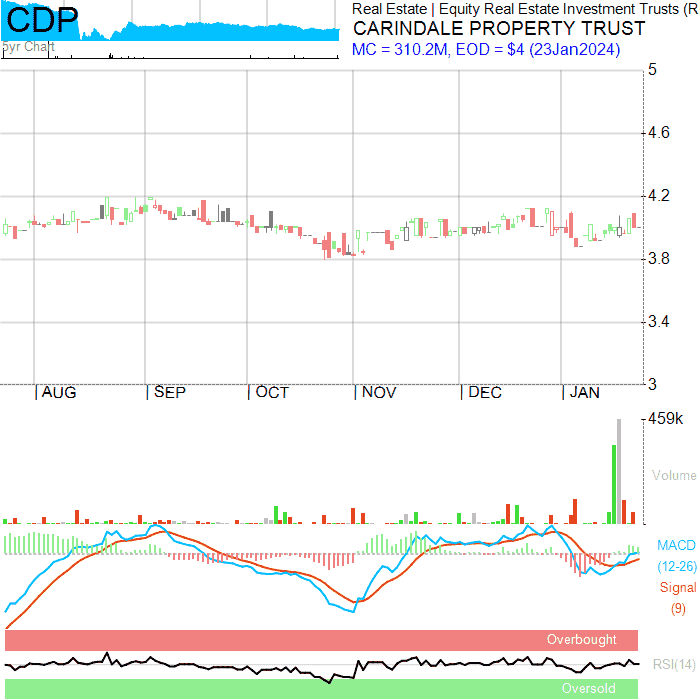 CDP
5yr Chart
Real Estate | Equity Real Estate Investment Trusts (R
CARINDALE PROPERTY TRUST
MC = 310.2M, EOD = $4 (23Jan2024)
5
4.6
4.2
3.8
3.4
3
AUG
SEP
OCT
NOV
DEC
JAN
459k
Volume
MACD
(12-26)
Signal
(9)
Overbought
RSI(14)
Oversold